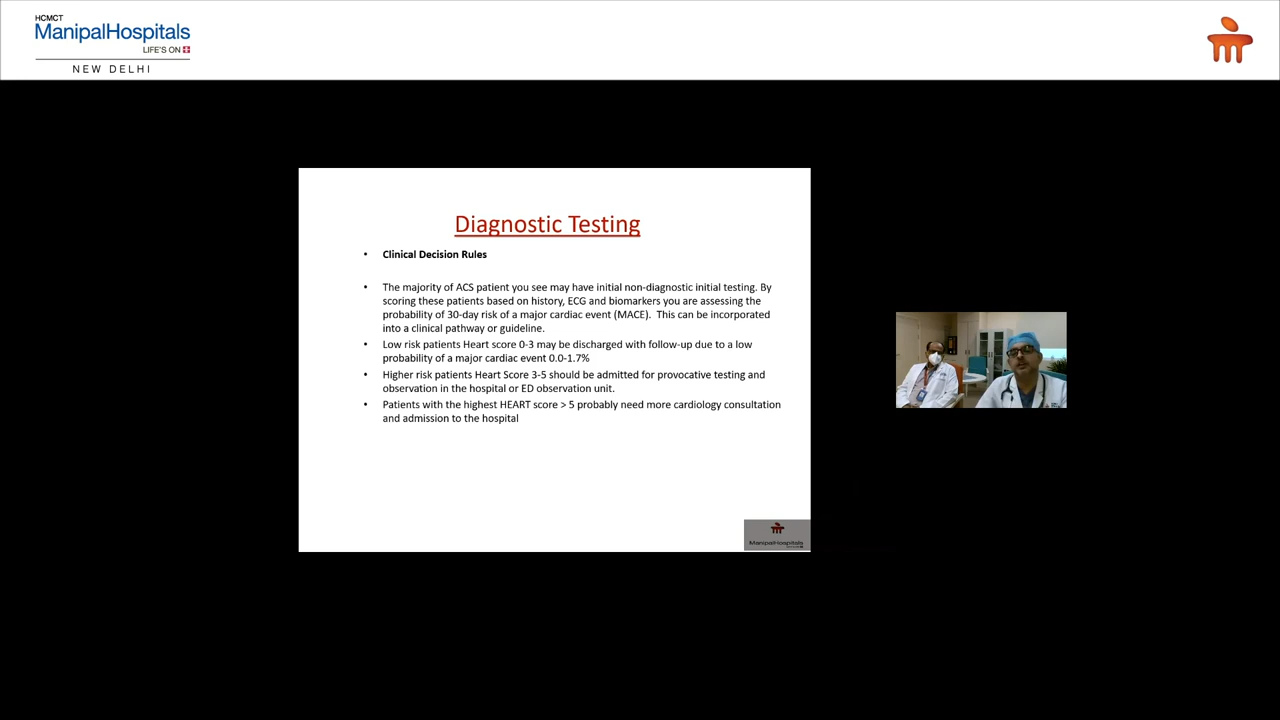 HCMCT
ManipalHospitals
LIFE'S ON
NEW DELHI
Diagnostic Testing
• Clinical Decision Rules
• The majority of ACS patient you see may have initial non-diagnostic initial testing. By
scoring these patients based on history, ECG and biomarkers you are assessing the
probability of 30-day risk of a major cardiac event (MACE). This can be incorporated
into a clinical pathway or guideline.
• Low risk patients Heart score 0-3 may be discharged with follow-up due to a low
probability of a major cardiac event 0.0-1.7%
• Higher risk patients Heart Score 3-5 should be admitted for provocative testing and
observation in the hospital or ED observation unit.
• Patients with the highest HEART score > 5 probably need more cardiology consultation
and admission to the hospital
ManipalHospitals